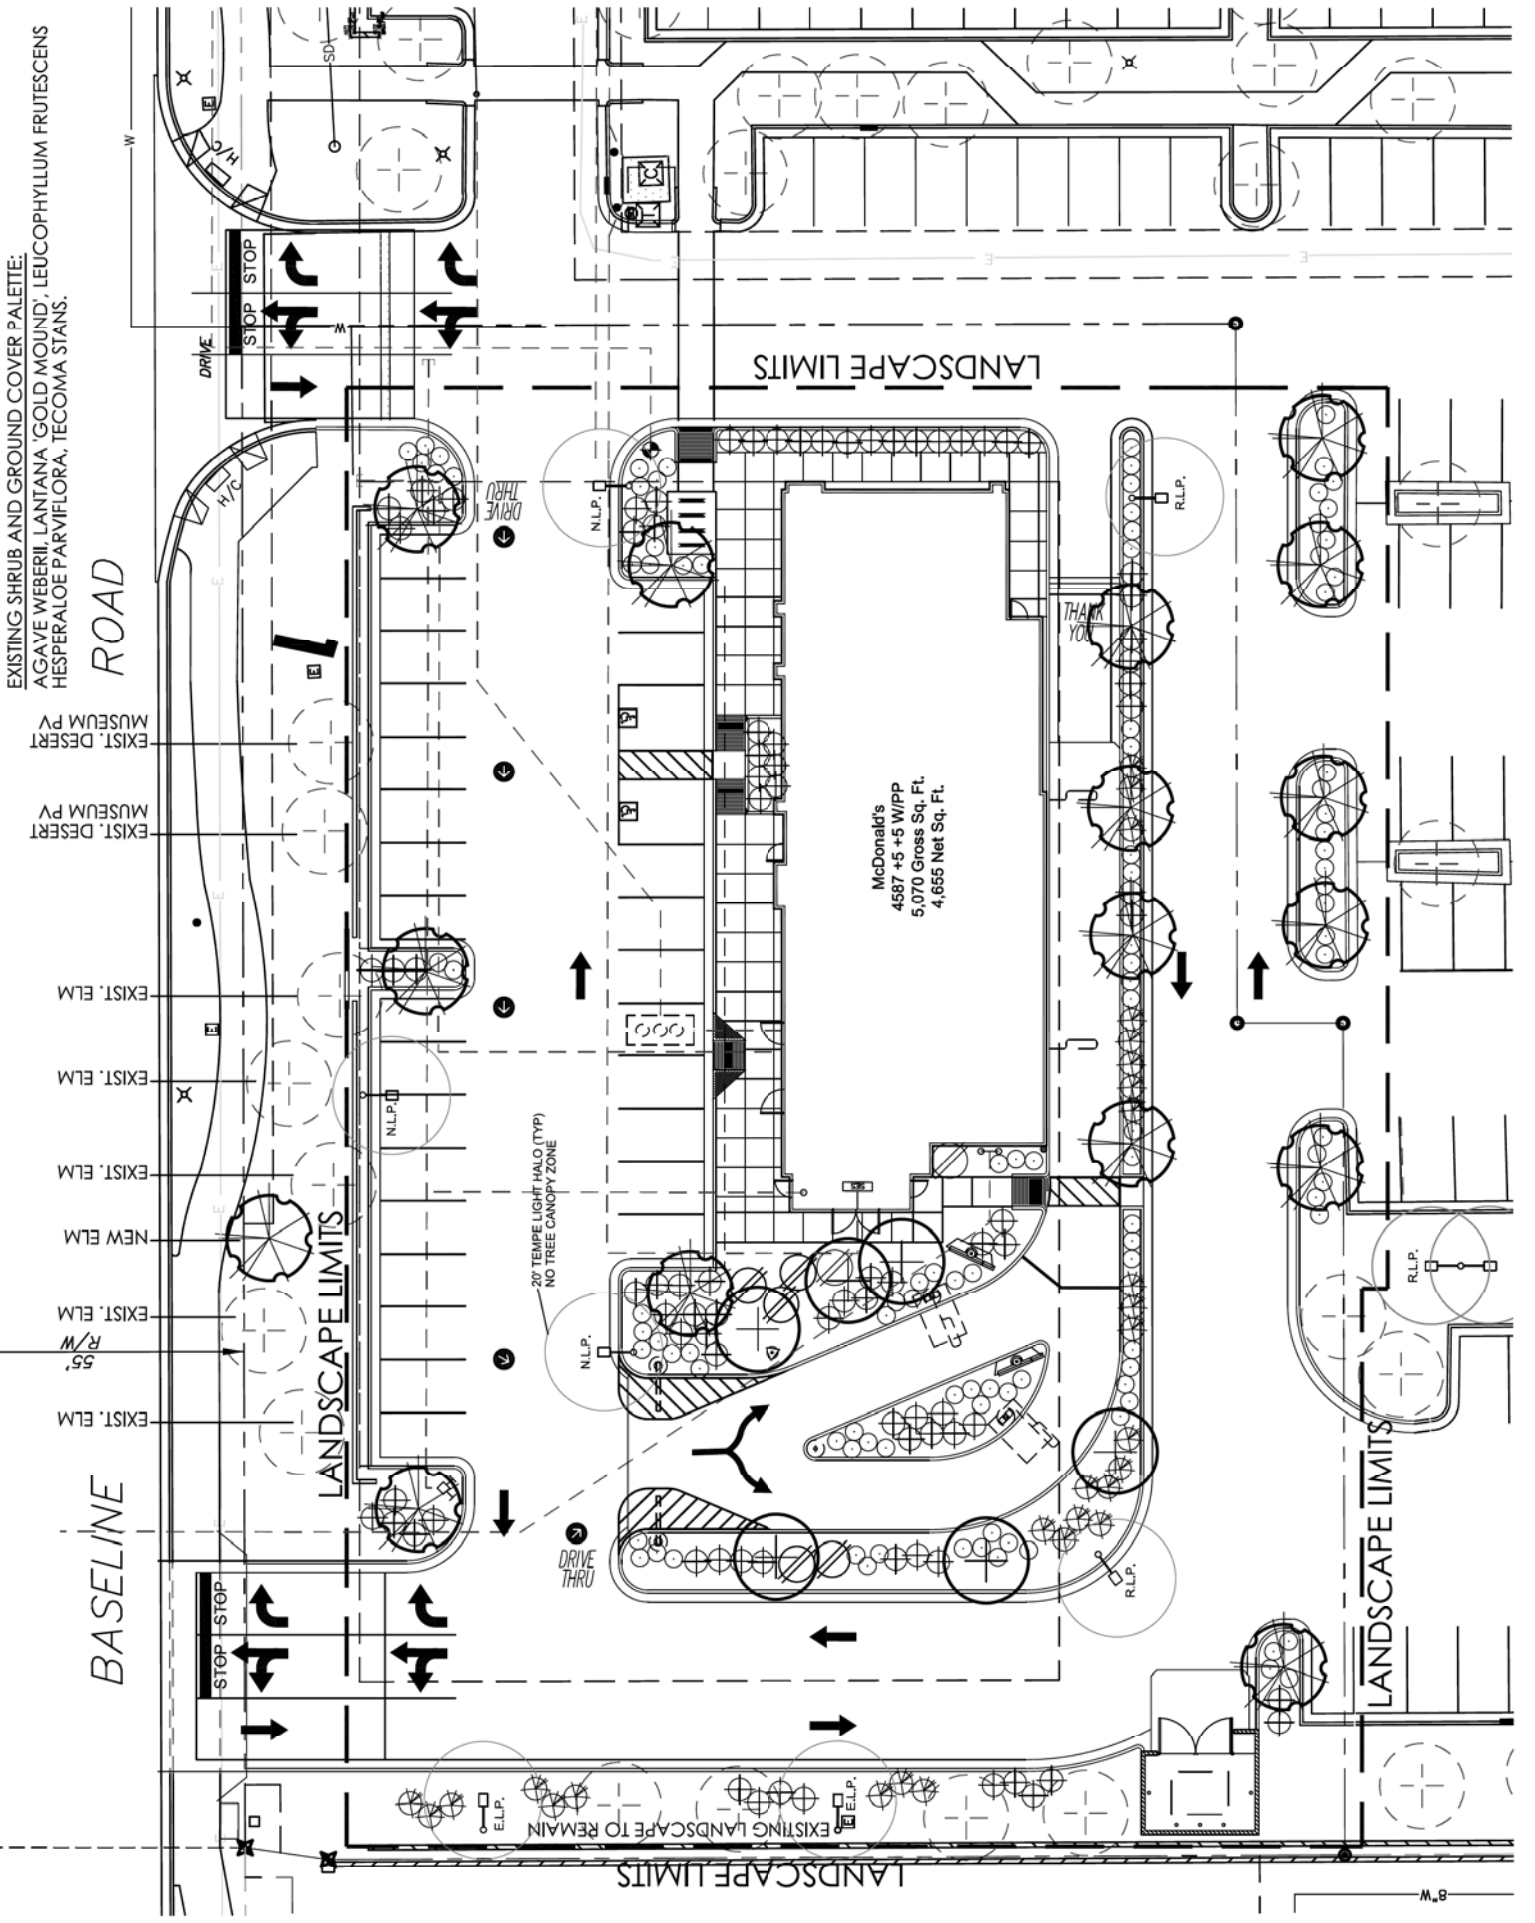 EXISTING SHRUB AND GROUND COVER PALETTE:
AGAVE WEBERII, LANTANA 'GOLD MOUND', LEUCOPHYLLUM FRUTESCENS
HESPERALOE PARVIFLORA, TECOMA STANS.
ROAD
BASELINE
EXIST. DESERT
MUSEUM PV
EXIST. DESERT
MUSEUM PV
EXIST. ELM
EXIST. ELM
EXIST. ELM
NEW ELM
EXIST. ELM
55'
R/W
EXIST. ELM
W
SD
E
H/C
DRIVE
STOP
STOP
W
T
H/C
E
E
E
E
E
E
E
E
E
E
C
T
LANDSCAPE LIMITS
DRIVE
THRU
N.L.P.
R.L.P.
THANK
YOU
McDonald's
4587 +5 +5 W/PP
5,070 Gross Sq. Ft.
4,655 Net Sq. Ft.
N.L.P.
20' TEMPE LIGHT HALO (TYP)
NO TREE CANOPY ZONE
LANDSCAPE LIMITS
N.L.P.
SES
R.L.P.
DRIVE
THRU
R.L.P.
STOP
STOP
LANDSCAPE LIMITS
E.L.P.
E
E.L.P.
EXISTING LANDSCAPE TO REMAIN
LANDSCAPE LIMITS
8"W